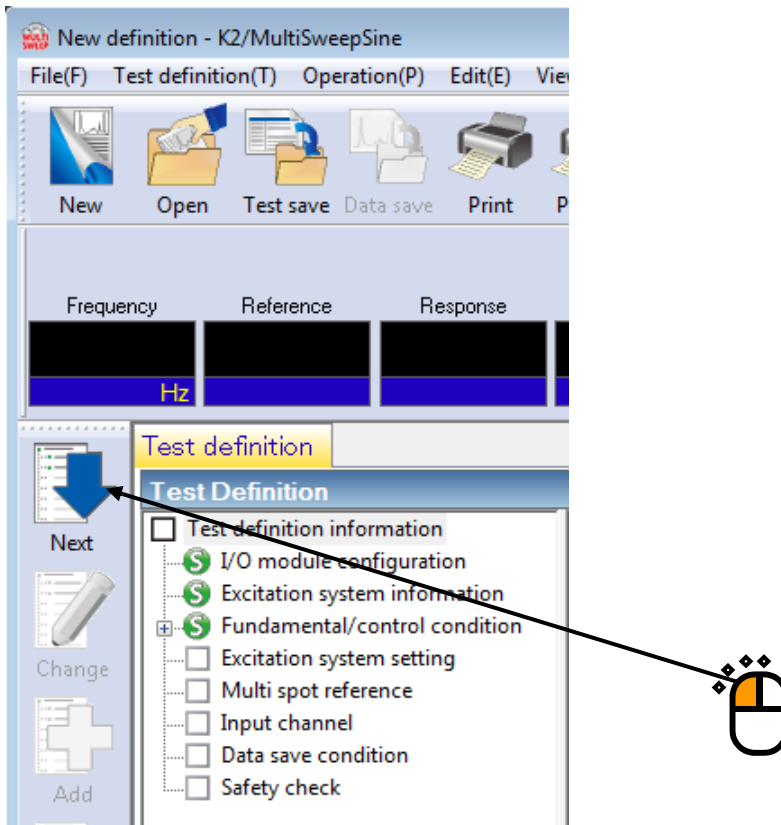 New definition - K2/MultiSweepSine
File(F) Test definition(T) Operation(P) Edit(E)
New Open Test save Data save Print
Frequency Reference Response
Hz
Test definition
Test Definition
Next
Test definition information
I/O module configuration
S Excitation system information
S Fundamental/control condition
Change
Excitation system setting
Multi spot reference
Input channel
Data save condition
Add
Safety check